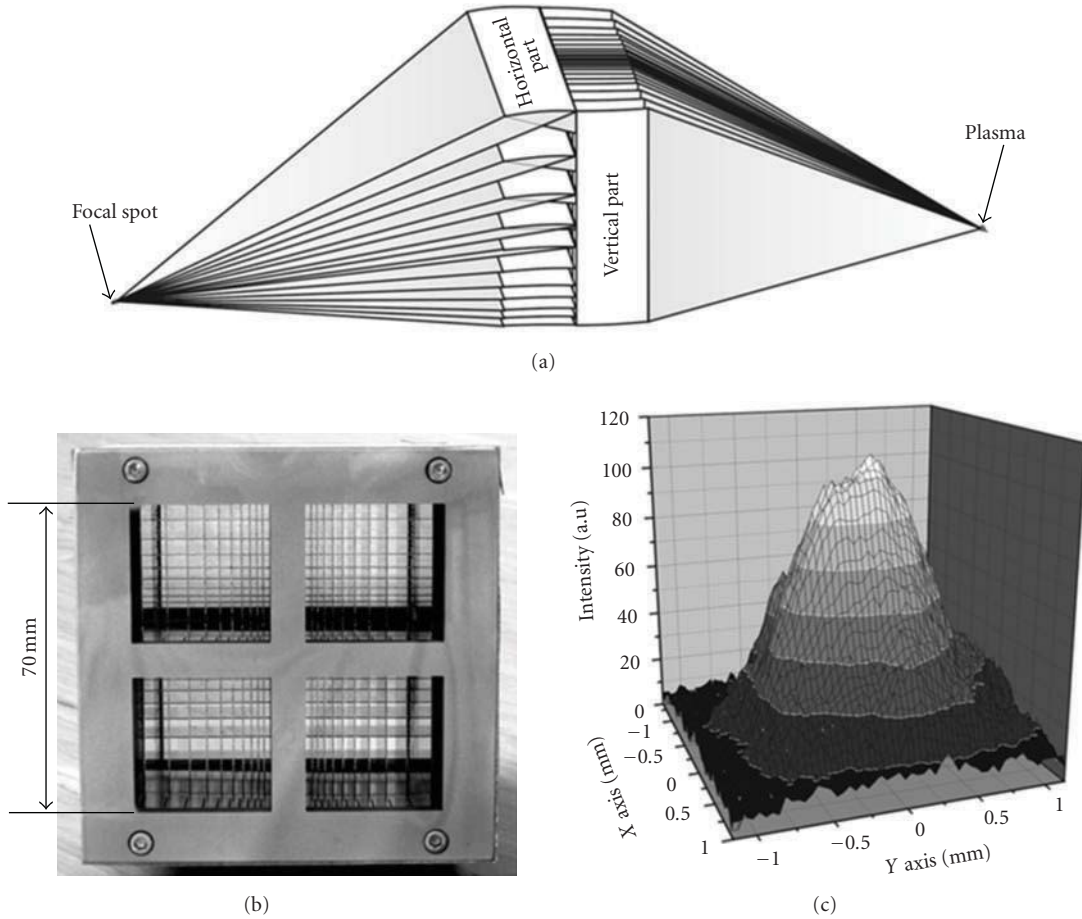 Horizontal
part
Plasma
Focal spot
Vertical part
(a)
70 mm
(b)
120
100
80
60
40
20
0
Intensity (a.u)
−1
−0.5
0
0.5
1
X axis (mm)
−1
−0.5
0
0.5
1
Y axis (mm)
(c)